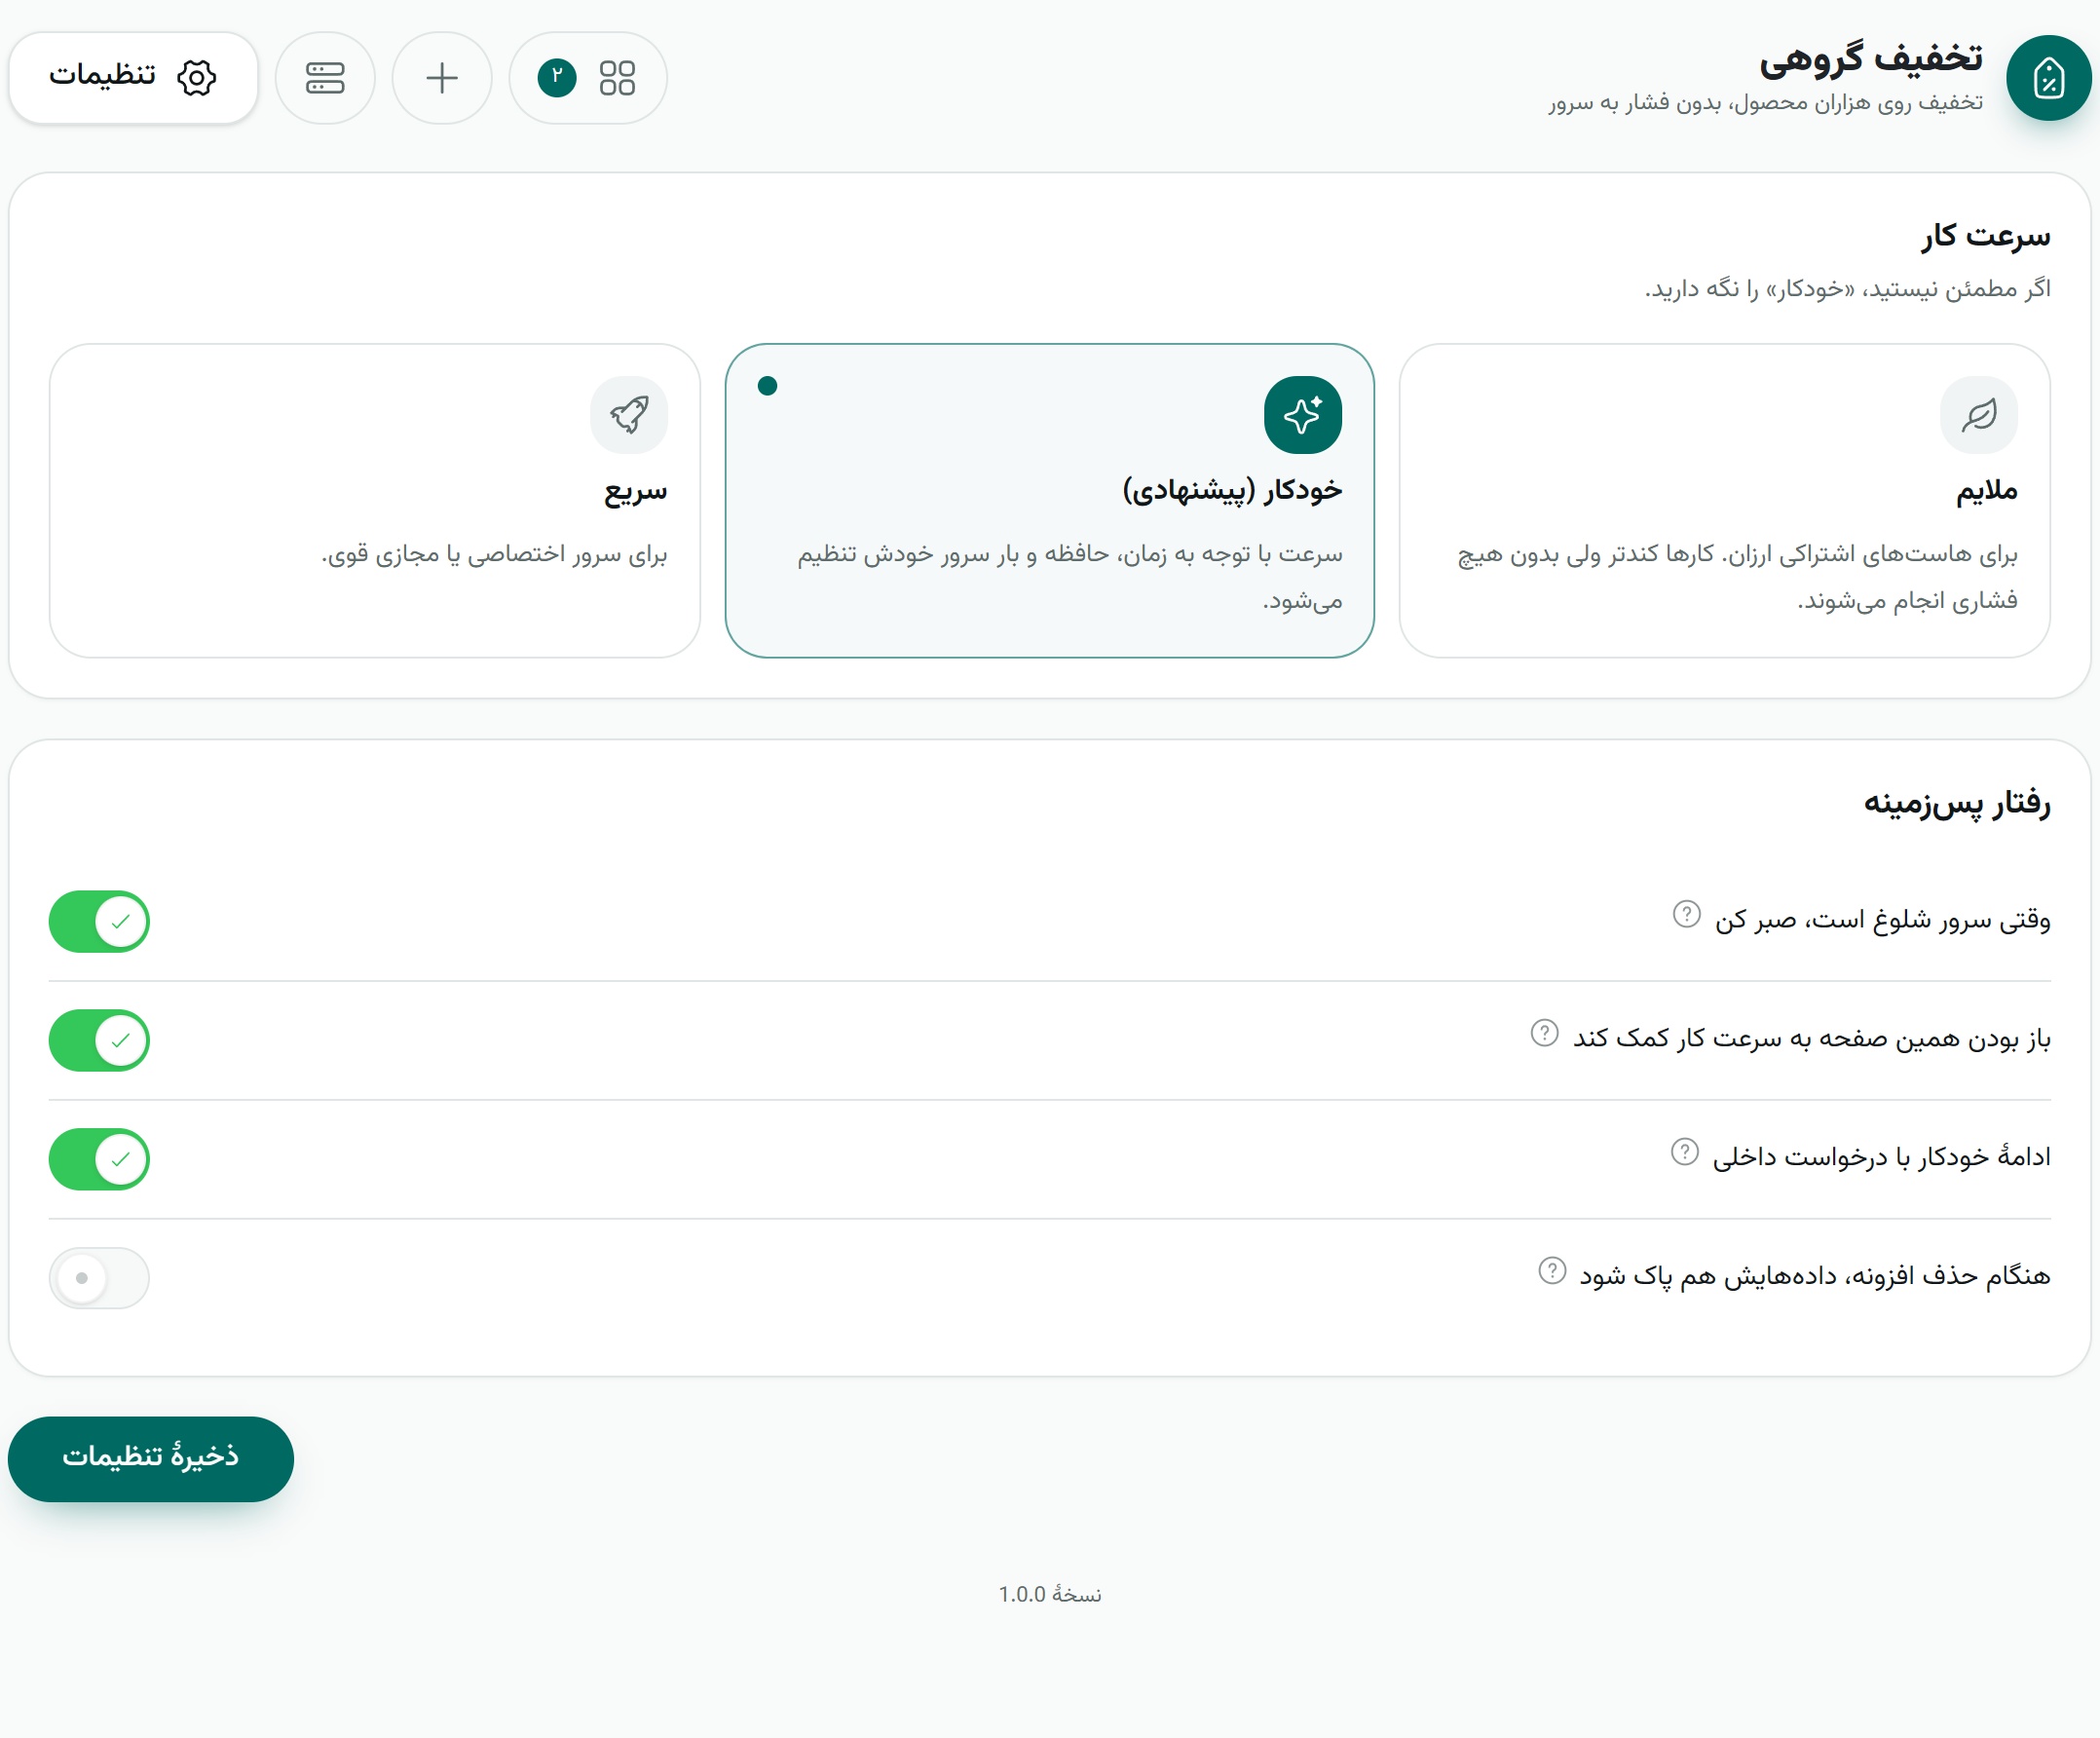 تخفیف گروهی
تخفیف روی هزاران محصول، بدون فشار به سرور
۲
تنظیمات
سرعت کار
اگر مطمئن نیستید، «خودکار» را نگه دارید.
ملایم
برای هاست‌های اشتراکی ارزان. کارها کندتر ولی بدون هیچ
فشاری انجام می‌شوند.
خودکار (پیشنهادی)
سرعت با توجه به زمان، حافظه و بار سرور خودش تنظیم
می‌شود.
سریع
برای سرور اختصاصی یا مجازی قوی.
رفتار پس‌زمینه
وقتی سرور شلوغ است، صبر کن
باز بودن همین صفحه به سرعت کار کمک کند
ادامهٔ خودکار با درخواست داخلی
هنگام حذف افزونه، داده‌هایش هم پاک شود
ذخیرهٔ تنظیمات
نسخهٔ 1.0.0